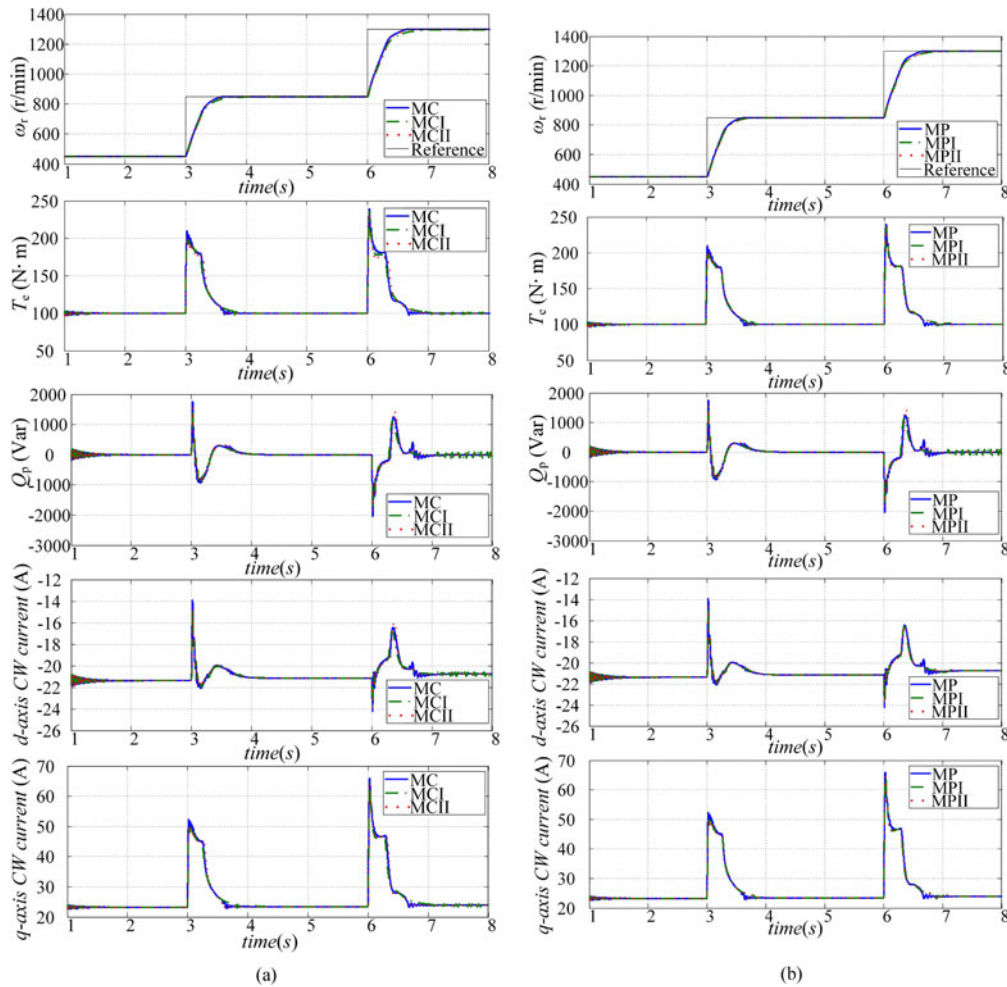 1400
1200
1000
800
600
400
ωr (r/min)
MC
MCI
MCII
Reference
1 2 3 4 5 6 7 8
time(s)
250
200
150
100
50
Te (N· m)
MC
MCI
MCII
1 2 3 4 5 6 7 8
time(s)
2000
1000
0
-1000
-2000
-3000
Qp (Var)
MC
MCI
MCII
1 2 3 4 5 6 7 8
time(s)
-12
-14
-16
-18
-20
-22
-24
-26
d-axis CW current (A)
MC
MCI
MCII
1 2 3 4 5 6 7 8
time(s)
70
60
50
40
30
20
q-axis CW current (A)
MC
MCI
MCII
1 2 3 4 5 6 7 8
time(s)
(a)
1400
1200
1000
800
600
400
ωr (r/min)
MP
MPI
MPII
Reference
1 2 3 4 5 6 7 8
time(s)
250
200
150
100
50
Te (N· m)
MP
MPI
MPII
1 2 3 4 5 6 7 8
time(s)
2000
1000
0
-1000
-2000
-3000
Qp (Var)
MP
MPI
MPII
1 2 3 4 5 6 7 8
time(s)
-12
-14
-16
-18
-20
-22
-24
-26
d-axis CW current (A)
MP
MPI
MPII
1 2 3 4 5 6 7 8
time(s)
70
60
50
40
30
20
q-axis CW current (A)
MP
MPI
MPII
1 2 3 4 5 6 7 8
time(s)
(b)